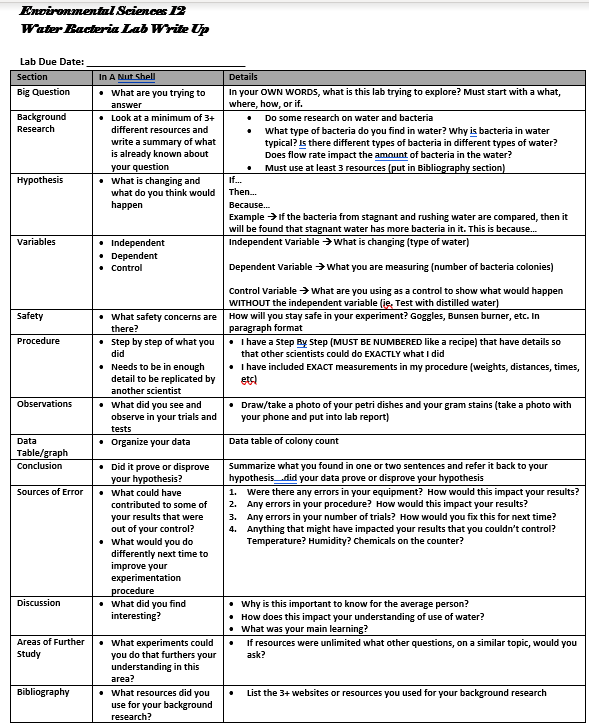 Environmental Sciences 12
Water Bacteria Lab Write Up
Lab Due Date: ______________________________
Section
In A Nut Shell
Details
Big Question
• What are you trying to
answer
In your OWN WORDS, what is this lab trying to explore? Must start with a what,
where, how, or if.
Background
Research
• Look at a minimum of 3+
different resources and
write a summary of what
is already known about
your question
• Do some research on water and bacteria
• What type of bacteria do you find in water? Why is bacteria in water
typical? Is there different types of bacteria in different types of water?
Does flow rate impact the amount of bacteria in the water?
• Must use at least 3 resources (put in Bibliography section)
Hypothesis
• What is changing and
what do you think would
happen
If...
Then...
Because...
Example → If the bacteria from stagnant and rushing water are compared, then it
will be found that stagnant water has more bacteria in it. This is because...
Variables
• Independent
• Dependent
• Control
Independent Variable → What is changing (type of water)
Dependent Variable → What you are measuring (number of bacteria colonies)
Control Variable → What are you using as a control to show what would happen
WITHOUT the independent variable (ie. Test with distilled water)
Safety
• What safety concerns are
there?
How will you stay safe in your experiment? Goggles, Bunsen burner, etc. In
paragraph format
Procedure
• Step by step of what you
did
• Needs to be in enough
detail to be replicated by
another scientist
• I have a Step By Step (MUST BE NUMBERED like a recipe) that have details so
that other scientists could do EXACTLY what I did
• I have included EXACT measurements in my procedure (weights, distances, times,
etc)
Observations
• What did you see and
observe in your trials and
tests
• Draw/take a photo of your petri dishes and your gram stains (take a photo with
your phone and put into lab report)
Data
Table/graph
• Organize your data
Data table of colony count
Conclusion
• Did it prove or disprove
your hypothesis?
Summarize what you found in one or two sentences and refer it back to your
hypothesis....did your data prove or disprove your hypothesis
Sources of Error
• What could have
contributed to some of
your results that were
out of your control?
• What would you do
differently next time to
improve your
experimentation
procedure
1. Were there any errors in your equipment? How would this impact your results?
2. Any errors in your procedure? How would this impact your results?
3. Any errors in your number of trials? How would you fix this for next time?
4. Anything that might have impacted your results that you couldn't control?
Temperature? Humidity? Chemicals on the counter?
Discussion
• What did you find
interesting?
• Why is this important to know for the average person?
• How does this impact your understanding of use of water?
• What was your main learning?
Areas of Further
Study
• What experiments could
you do that furthers your
understanding in this
area?
• If resources were unlimited what other questions, on a similar topic, would you
ask?
Bibliography
• What resources did you
use for your background
research?
• List the 3+ websites or resources you used for your background research